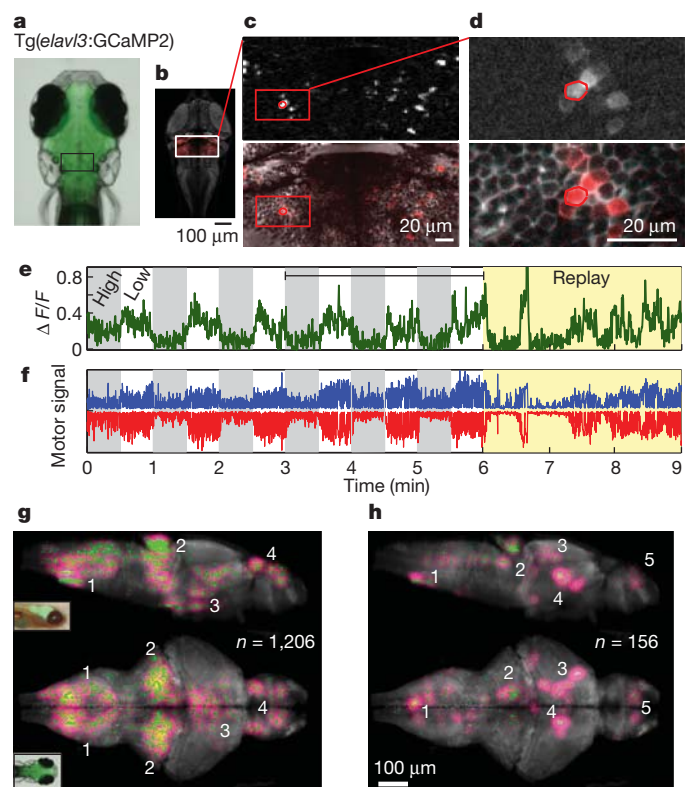 a
Tg(elavl3:GCaMP2)
b
100 μm
c
20 μm
d
20 μm
e
Δ F/F
0.8
0.4
0
High
Low
Replay
f
Motor signal
0 1 2 3 4 5 6 7 8 9
Time (min)
g
1
2
3
4
n = 1,206
1
2
3
4
1
2
h
1
2
3
4
5
n = 156
1
2
3
4
5
100 μm